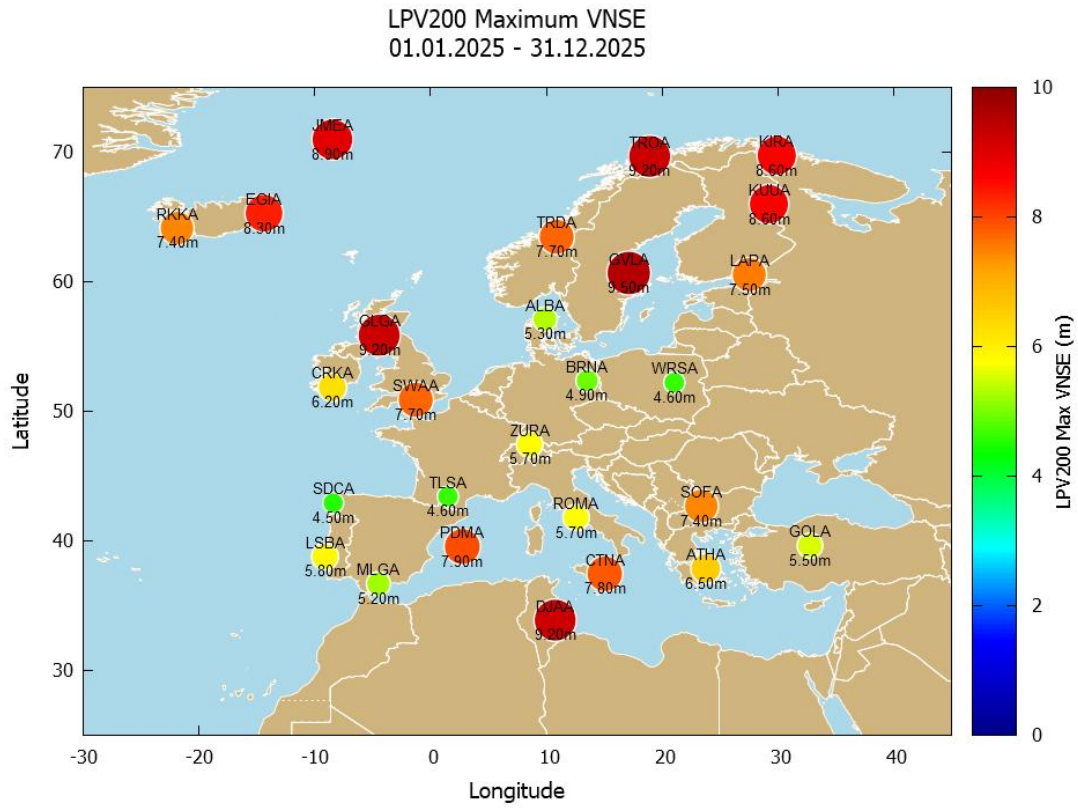 LPV200 Maximum VNSE
01.01.2025 - 31.12.2025
10
8
6
4
2
0
LPV200 Max VNSE (m)
70
60
50
40
30
Latitude
-30
-20
-10
0
10
20
30
40
Longitude
JMEA
8.90m
TROA
9.20m
KIRA
8.60m
KUUA
8.60m
EGIA
8.30m
RKKA
7.40m
TRDA
7.70m
GVLA
9.50m
LAPA
7.50m
ALBA
5.30m
GLGA
9.20m
CRKA
6.20m
SWAA
7.70m
BRNA
4.90m
WRSA
4.60m
ZURA
5.70m
SDCA
4.50m
TLSA
4.60m
ROMA
5.70m
SOFA
7.40m
LSBA
5.80m
PDMA
7.90m
GOLA
5.50m
MLGA
5.20m
CTNA
7.80m
ATHA
6.50m
DJAA
9.20m